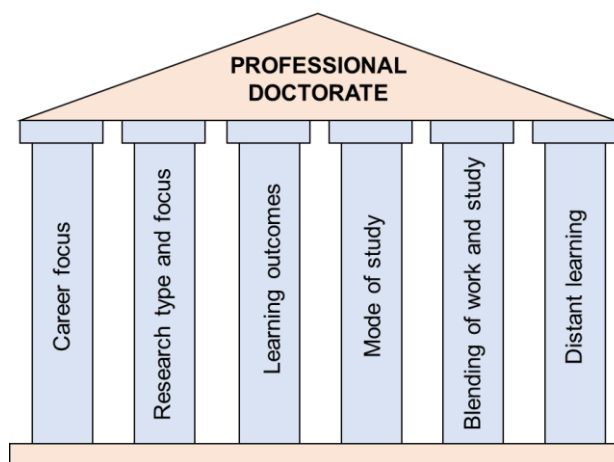 PROFESSIONAL
DOCTORATE
Career focus
Research type and focus
Learning outcomes
Mode of study
Blending of work and study
Distant learning